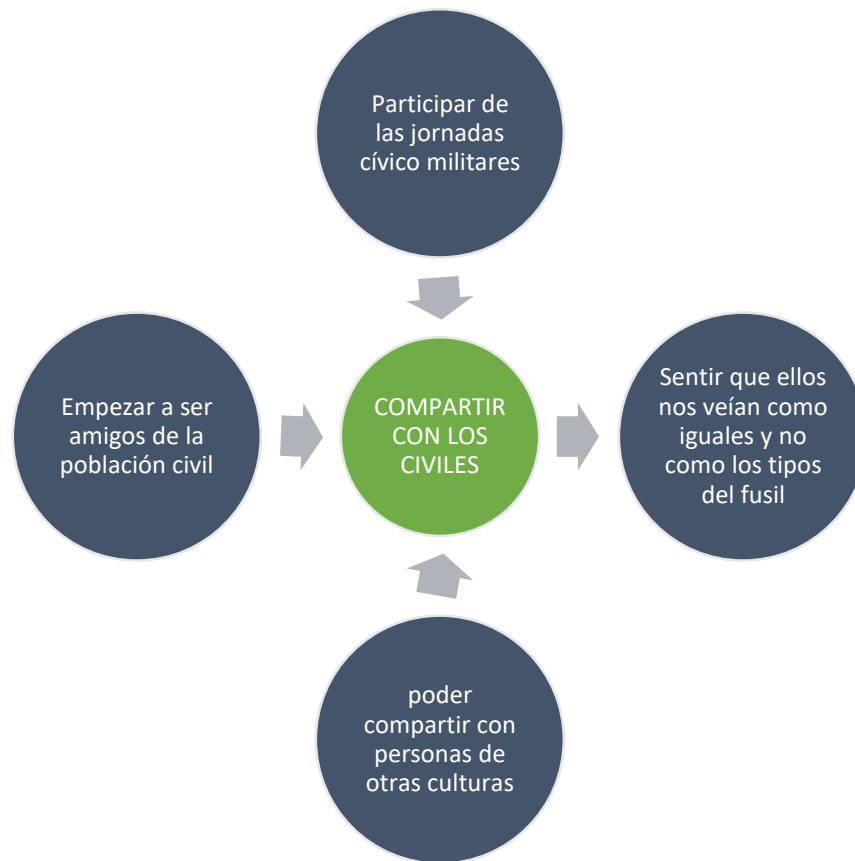 Participar de
las jornadas
cívico militares
Empezar a ser
amigos de la
población civil
COMPARTIR
CON LOS
CIVILES
Sentir que ellos
nos veían como
iguales y no
como los tipos
del fusil
poder
compartir con
personas de
otras culturas